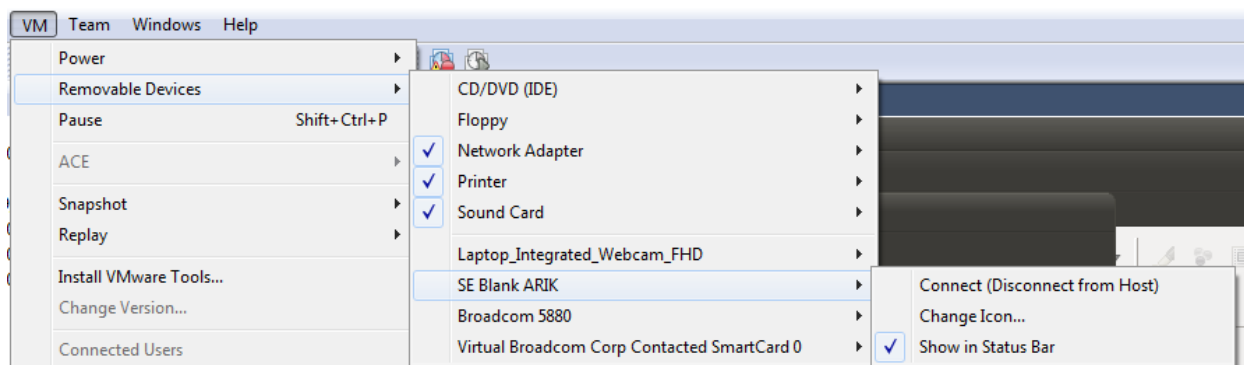 VM Team Windows Help
Power
Removable Devices
Pause Shift+Ctrl+P
ACE
Snapshot
Replay
Install VMware Tools...
Change Version...
Connected Users
CD/DVD (IDE)
Floppy
Network Adapter
Printer
Sound Card
Laptop_Integrated_Webcam_FHD
SE Blank ARIK
Broadcom 5880
Virtual Broadcom Corp Contacted SmartCard 0
Connect (Disconnect from Host)
Change Icon...
Show in Status Bar